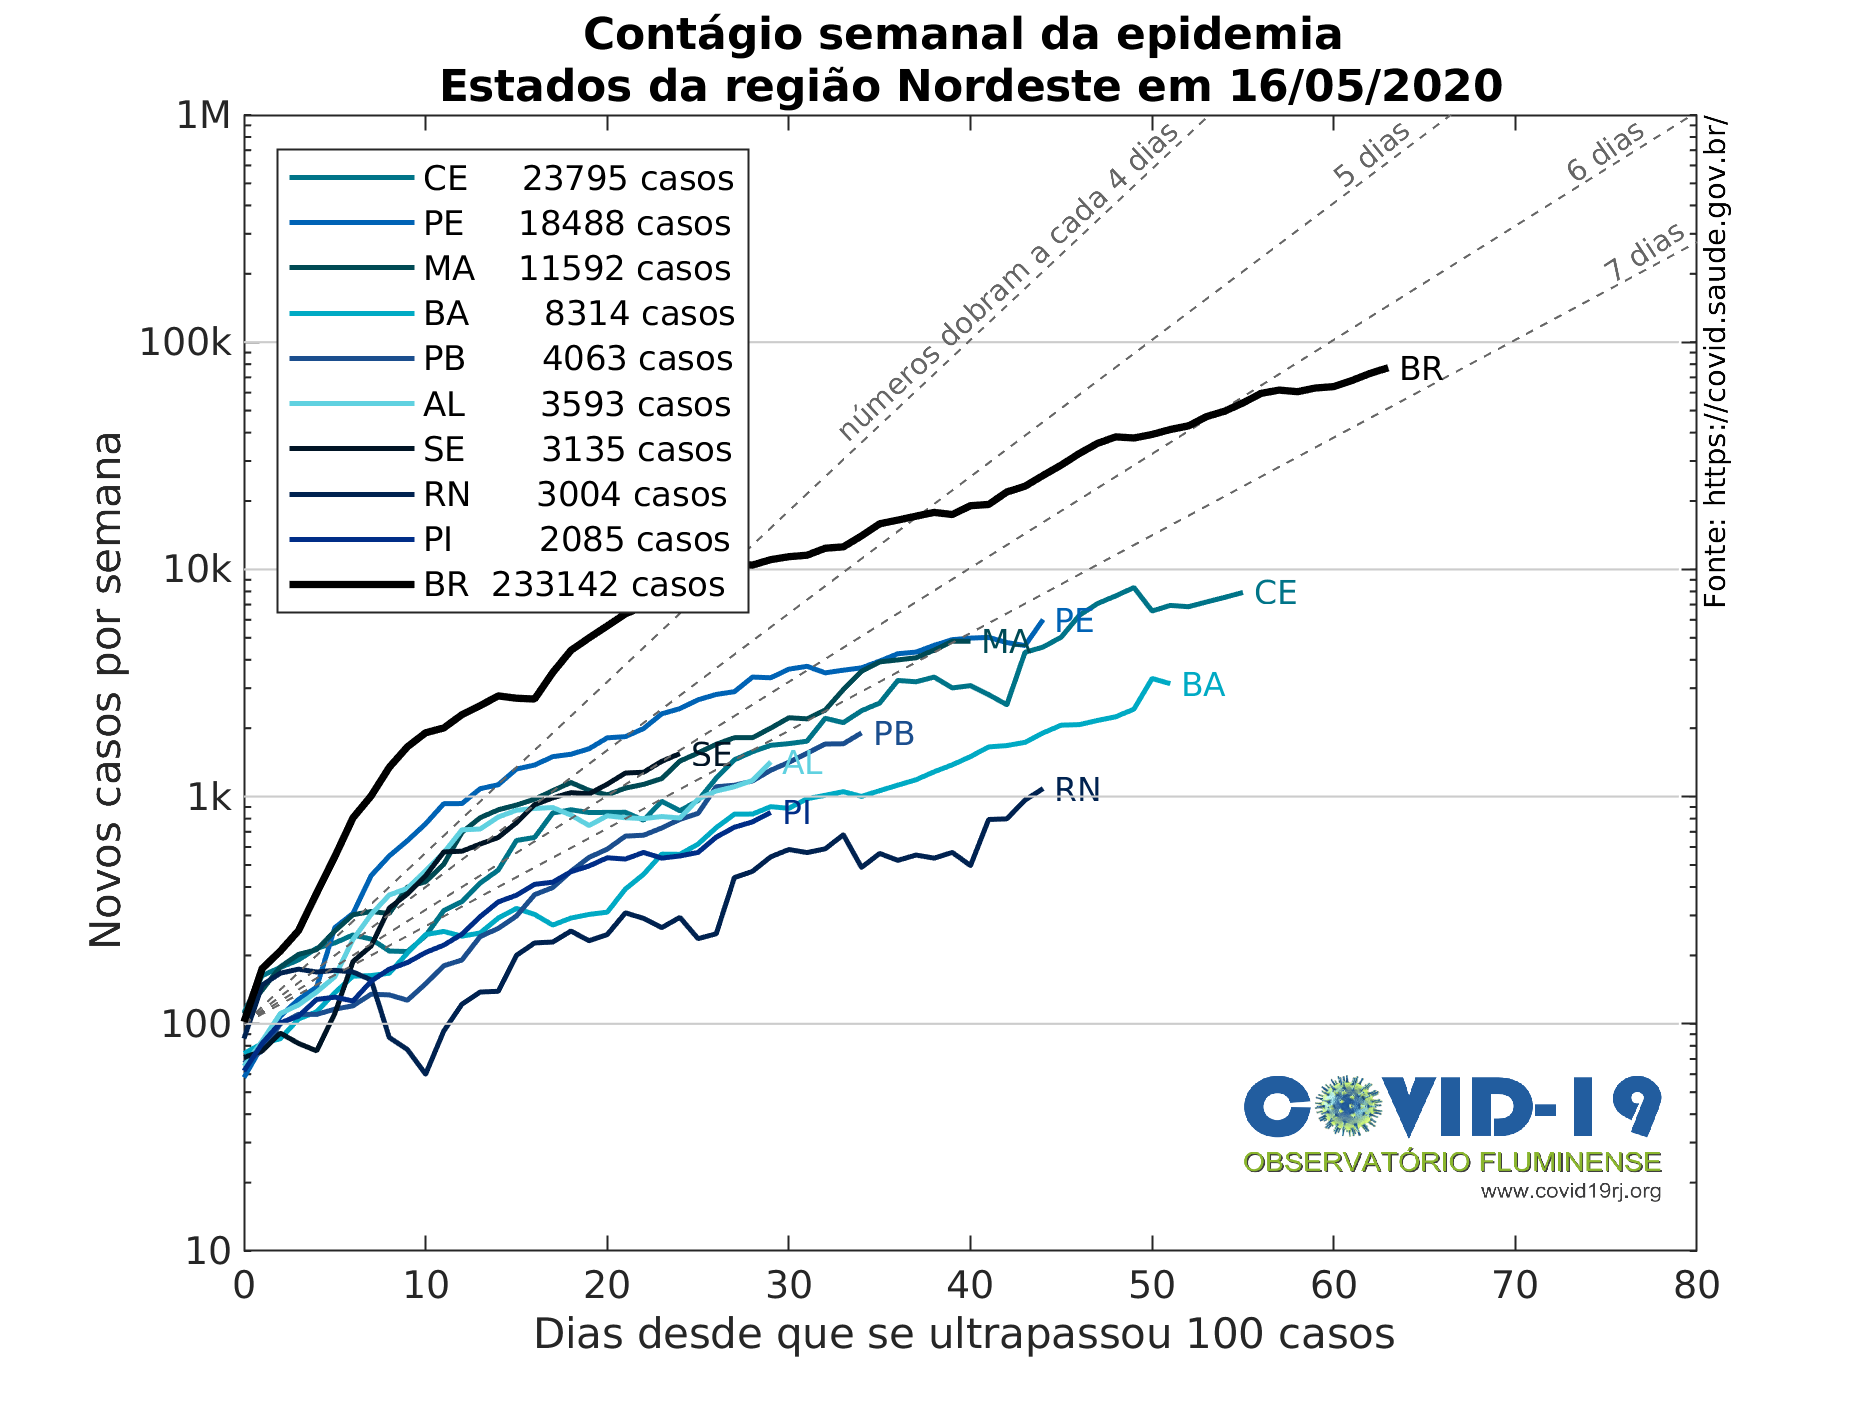 Contágio semanal da epidemia
Estados da região Nordeste em 16/05/2020
1M
100k
10k
1k
100
10
Novos casos por semana
CE 23795 casos
PE 18488 casos
MA 11592 casos
BA 8314 casos
PB 4063 casos
AL 3593 casos
SE 3135 casos
RN 3004 casos
PI 2085 casos
BR 233142 casos
números dobram a cada 4 dias
5 dias
6 dias
7 dias
BR
CE
PE
MA
BA
PB
SE
AL
RN
PI
Fonte: https://covid.saude.gov.br/
COVID-19
OBSERVATÓRIO FLUMINENSE
www.covid19rj.org
0 10 20 30 40 50 60 70 80
Dias desde que se ultrapassou 100 casos